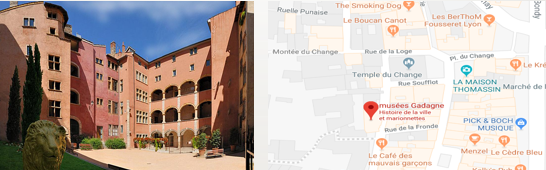 Ruelle Punaise
The Smoking Dog
Le Boucan Canot
Les BerThoM
Fousseret Lyon
Montée du Change
Rue de la Loge
Pl. du Change
Temple du Change
Rue Soufflot
LA MAISON
THOMASSIN
Le Kré
Marché de l
musées Gadagne
Histoire de la ville
et marionnettes
Rue de la Fronde
PICK & BOCH
MUSIQUE
Le Café des
mauvais garçons
Menzel
Le Cèdre Bleu